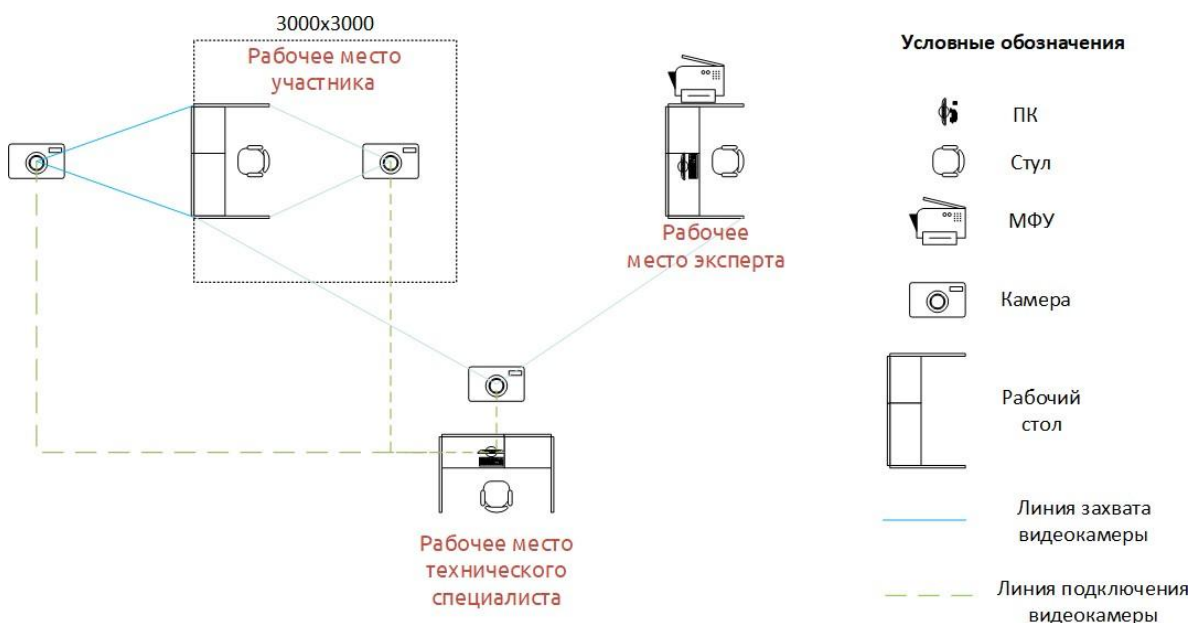 3000x3000
Рабочее место
участника
Рабочее
место эксперта
Рабочее место
технического
специалиста
Условные обозначения
ПК
Стул
МФУ
Камера
Рабочий
стол
Линия захвата
видеокамеры
Линия подключения
видеокамеры